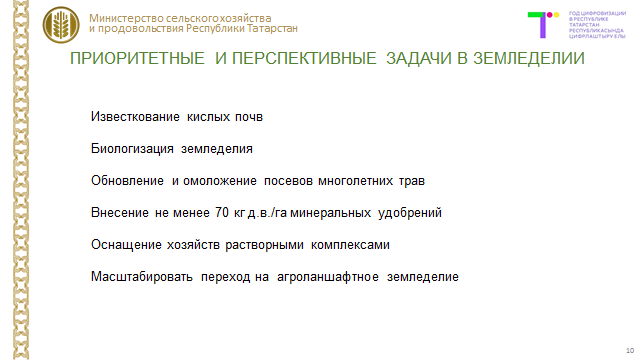 Министерство сельского хозяйства
и продовольствия Республики Татарстан
ГОД ЦИФРОВИЗАЦИИ
В РЕСПУБЛИКЕ
ТАТАРСТАН
РЕСПУБЛИКАСЫНДА
ЦИФРЛАШТЫРУ ЕЛЫ
ПРИОРИТЕТНЫЕ И ПЕРСПЕКТИВНЫЕ ЗАДАЧИ В ЗЕМЛЕДЕЛИИ
Известкование кислых почв
Биологизация земледелия
Обновление и омоложение посевов многолетних трав
Внесение не менее 70 кг д.в./га минеральных удобрений
Оснащение хозяйств растворными комплексами
Масштабировать переход на агроланшафтное земледелие
10